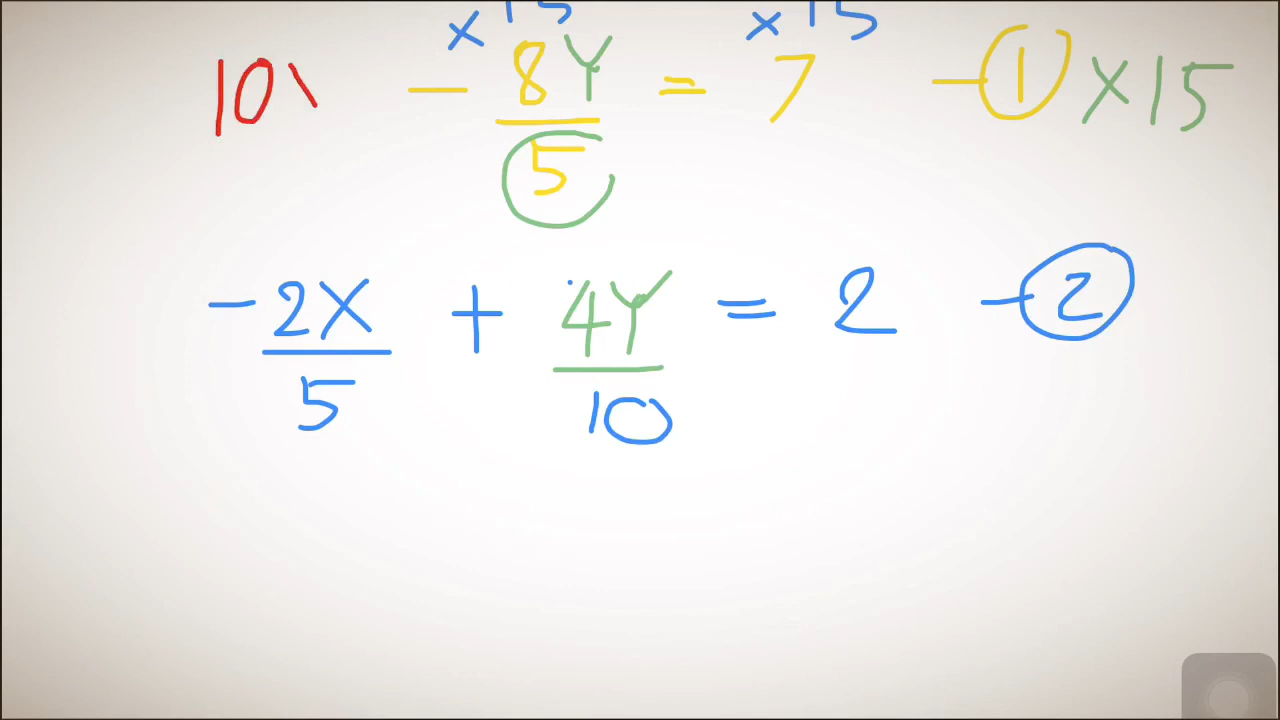 ×15 ×15
10\ - 8Y/5 = 7 -① ×15
- 2X/5 + 4Y/10 = 2 -②